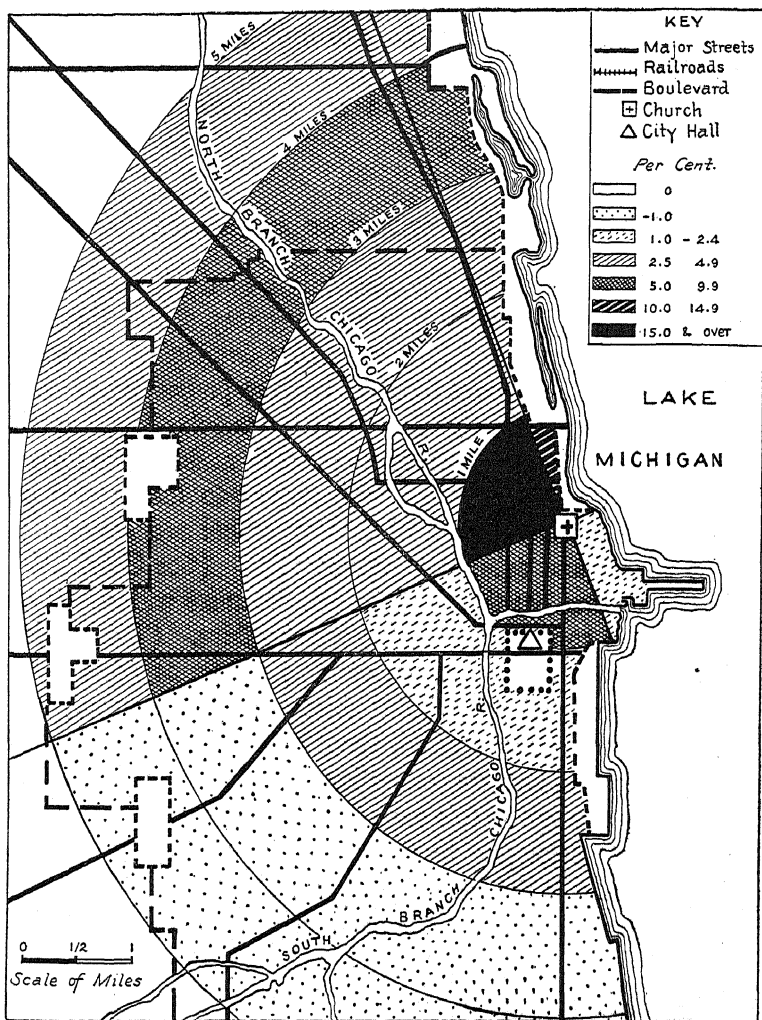 KEY
Major Streets
Railroads
Boulevard
Church
City Hall
Per Cent.
0
-1.0
1.0 - 2.4
2.5 4.9
5.0 9.9
10.0 14.9
15.0 & over
5 MILES
4 MILES
3 MILES
2 MILES
1 MILE
NORTH
BRANCH
CHICAGO
R.
LAKE
MICHIGAN
R.
CHICAGO
BRANCH
SOUTH
0 1/2 1
Scale of Miles